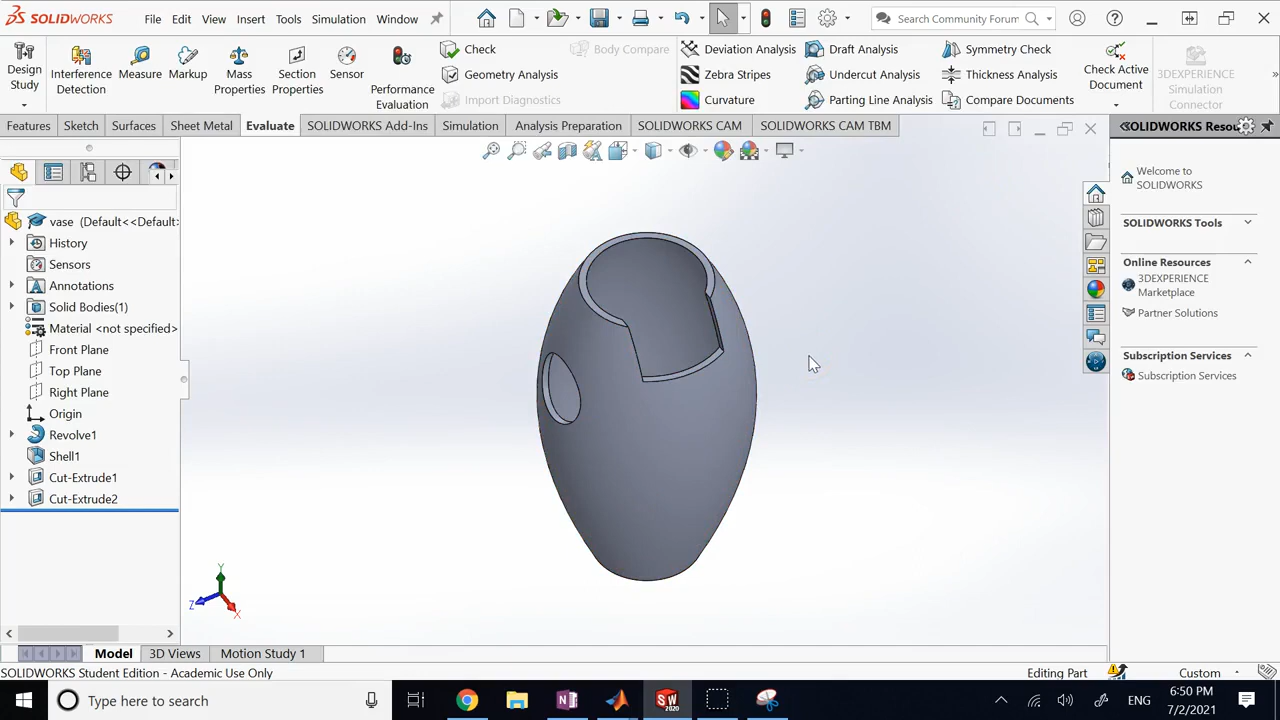 SOLIDWORKS File Edit View Insert Tools Simulation Window Search Community Forum
Design Study
Interference Detection
Measure
Markup
Mass Properties
Section Properties
Sensor
Performance Evaluation
Check
Geometry Analysis
Import Diagnostics
Body Compare
Deviation Analysis
Zebra Stripes
Curvature
Draft Analysis
Undercut Analysis
Parting Line Analysis
Symmetry Check
Thickness Analysis
Compare Documents
Check Active Document
3DEXPERIENCE Simulation Connector
Features Sketch Surfaces Sheet Metal Evaluate SOLIDWORKS Add-Ins Simulation Analysis Preparation SOLIDWORKS CAM SOLIDWORKS CAM TBM
vase (Default<<Default:
History
Sensors
Annotations
Solid Bodies(1)
Material <not specified>
Front Plane
Top Plane
Right Plane
Origin
Revolve1
Shell1
Cut-Extrude1
Cut-Extrude2
Y
Z
X
OLIDWORKS Resou
Welcome to
SOLIDWORKS
SOLIDWORKS Tools
Online Resources
3DEXPERIENCE
Marketplace
Partner Solutions
Subscription Services
Subscription Services
Model 3D Views Motion Study 1
SOLIDWORKS Student Edition - Academic Use Only Editing Part Custom
Type here to search
SW
2020
ENG
6:50 PM
7/2/2021